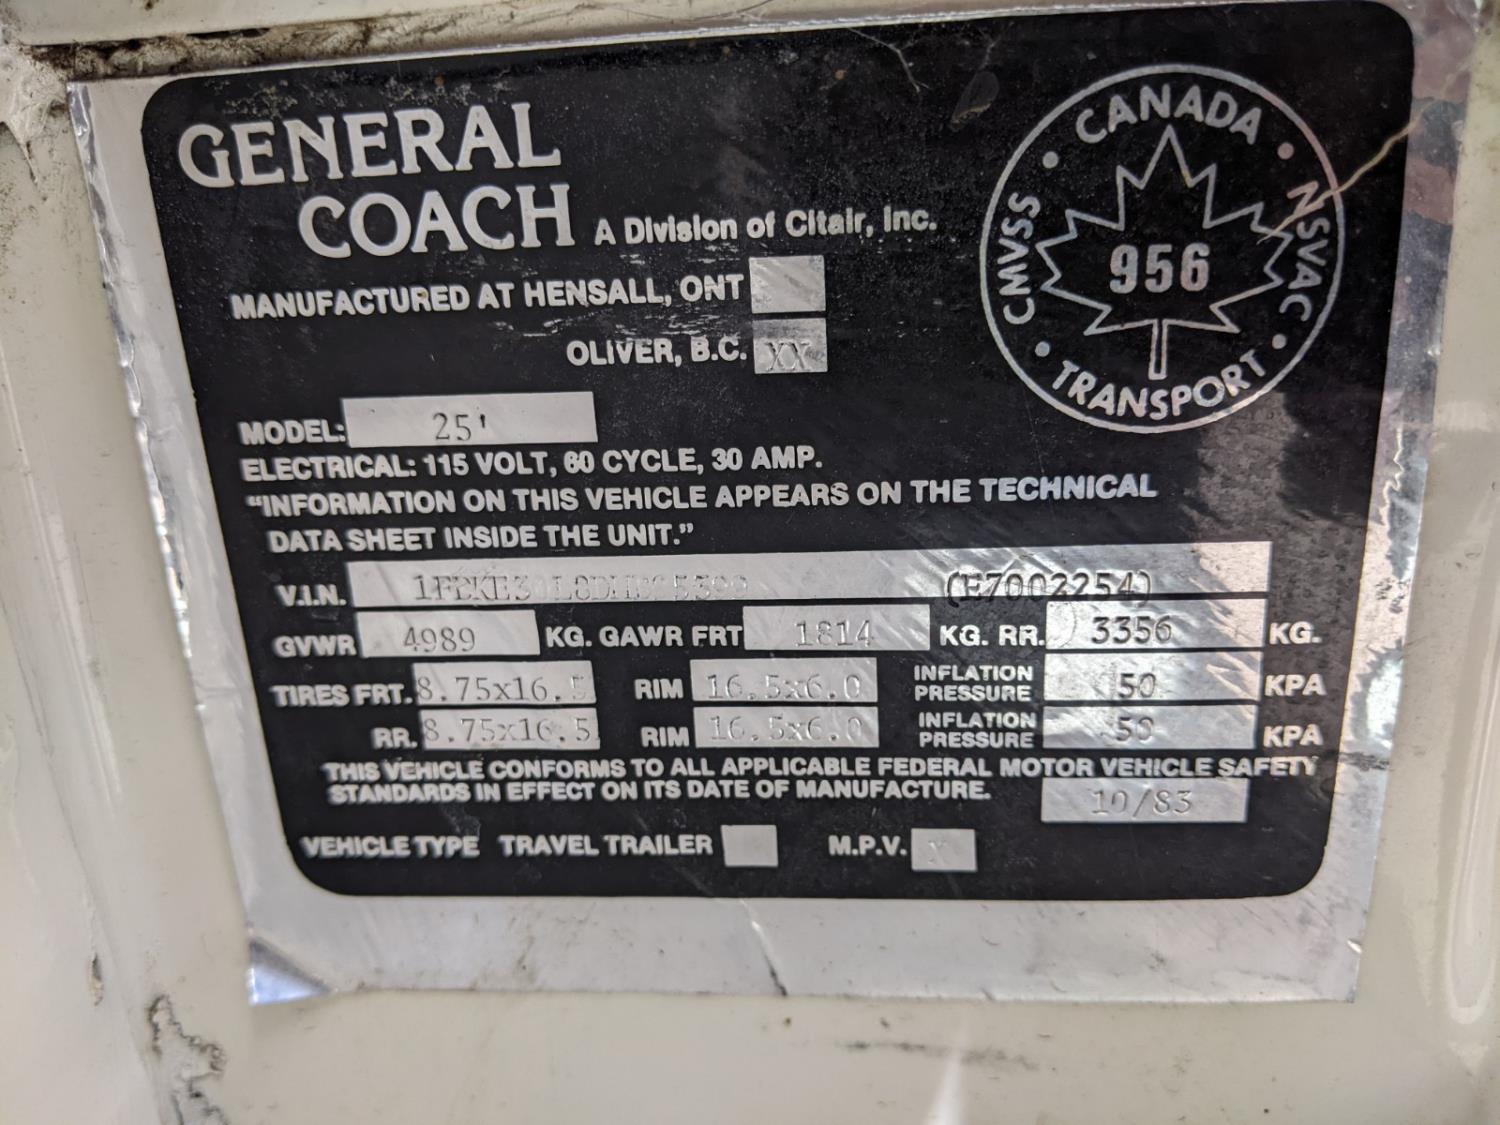 GENERAL
COACH A Division of Citair, Inc.
CANADA
CMVSS
NSVAC
956
TRANSPORT
MANUFACTURED AT HENSALL, ONT
OLIVER, B.C. XX
MODEL: 25'
ELECTRICAL: 115 VOLT, 60 CYCLE, 30 AMP.
"INFORMATION ON THIS VEHICLE APPEARS ON THE TECHNICAL
DATA SHEET INSIDE THE UNIT."
V.I.N. (E7002254)
GVWR 4989 KG. GAWR FRT 1814 KG. RR. 3356 KG.
TIRES FRT. 8.75x16.5 RIM 16.5x6.0 INFLATION PRESSURE 50 KPA
RR. 8.75x16.5 RIM 16.5x6.0 INFLATION PRESSURE 50 KPA
THIS VEHICLE CONFORMS TO ALL APPLICABLE FEDERAL MOTOR VEHICLE SAFETY
STANDARDS IN EFFECT ON ITS DATE OF MANUFACTURE. 10/83
VEHICLE TYPE TRAVEL TRAILER M.P.V. X